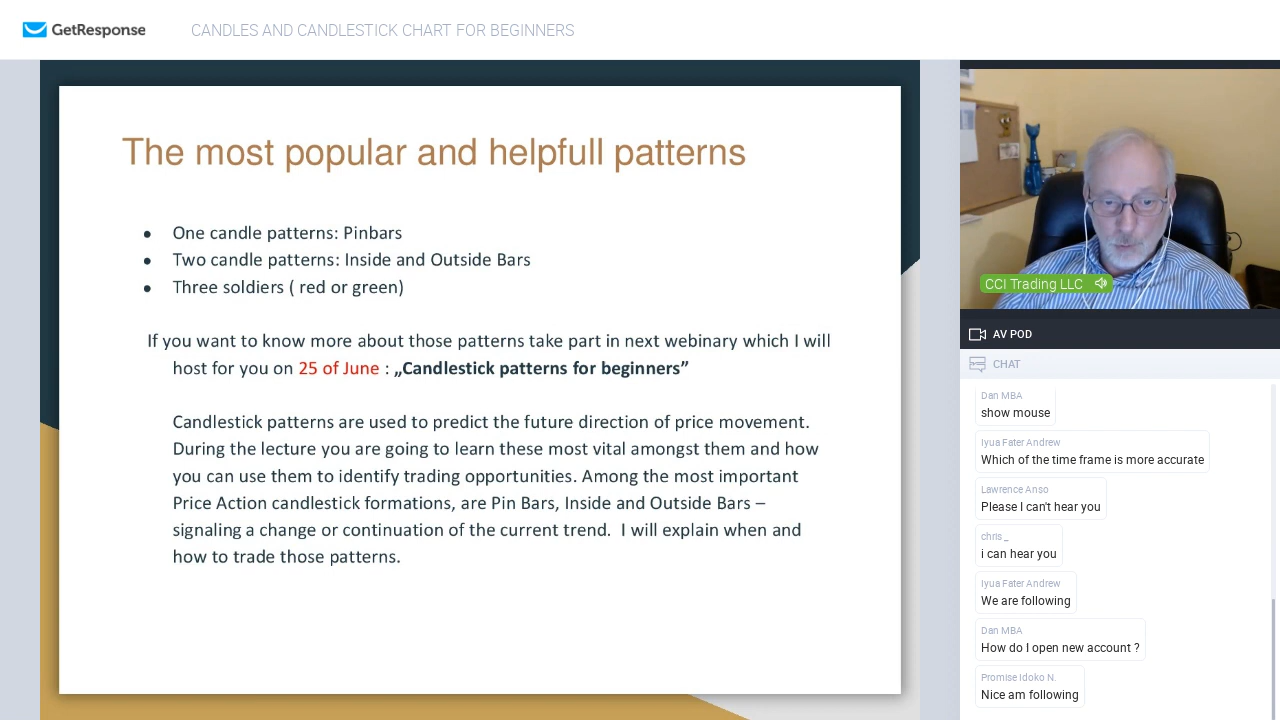 GetResponse
CANDLES AND CANDLESTICK CHART FOR BEGINNERS
The most popular and helpfull patterns
• One candle patterns: Pinbars
• Two candle patterns: Inside and Outside Bars
• Three soldiers ( red or green)
If you want to know more about those patterns take part in next webinary which I will
host for you on 25 of June : „Candlestick patterns for beginners”
Candlestick patterns are used to predict the future direction of price movement.
During the lecture you are going to learn these most vital amongst them and how
you can use them to identify trading opportunities. Among the most important
Price Action candlestick formations, are Pin Bars, Inside and Outside Bars –
signaling a change or continuation of the current trend.  I will explain when and
how to trade those patterns.
CCI Trading LLC
AV POD
CHAT
Dan MBA
show mouse
Iyua Fater Andrew
Which of the time frame is more accurate
Lawrence Anso
Please I can't hear you
chris _
i can hear you
Iyua Fater Andrew
We are following
Dan MBA
How do I open new account ?
Promise Idoko N.
Nice am following